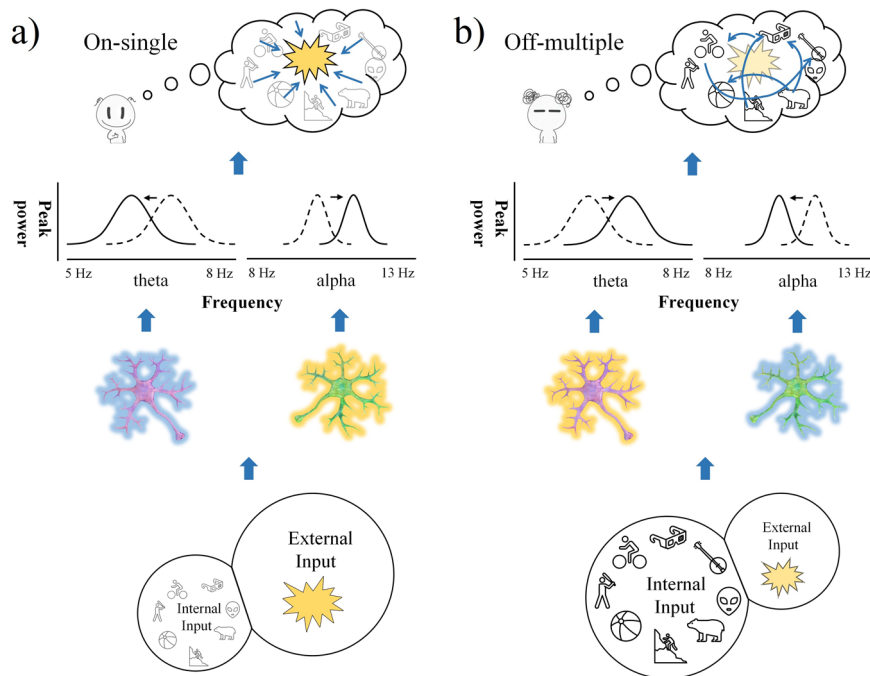 a)
On-single
Peak
power
5 Hz
8 Hz
8 Hz
13 Hz
theta
alpha
Frequency
External
Input
Internal
Input
b)
Off-multiple
Peak
power
5 Hz
8 Hz
8 Hz
13 Hz
theta
alpha
Frequency
External
Input
Internal
Input